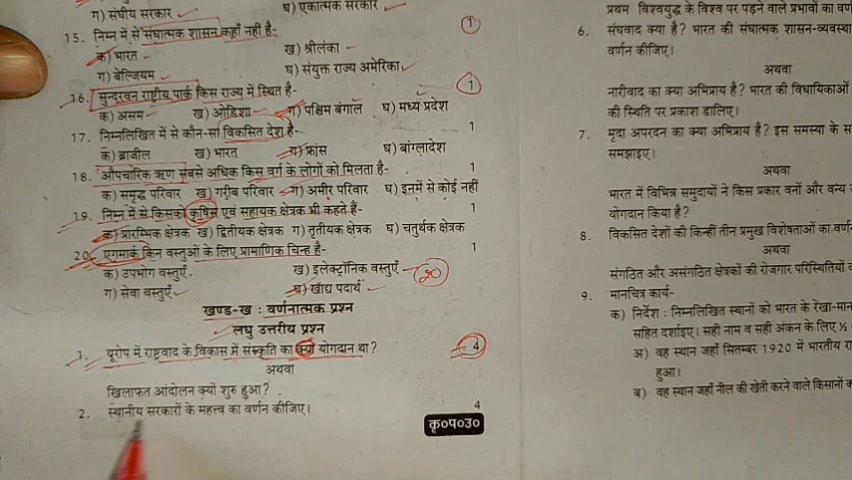 ग) संघीय सरकार
घ) एकात्मक सरकार
15. निम्न में से संघात्मक शासन कहाँ नहीं है-
1
क) भारत
ख) श्रीलंका
ग) बेल्जियम
घ) संयुक्त राज्य अमेरिका
16. सुन्दरवन राष्ट्रीय पार्क किस राज्य में स्थित है-
1
क) असम ख) ओडिशा ग) पश्चिम बंगाल घ) मध्य प्रदेश
17. निम्नलिखित में से कौन-सा विकसित देश है-
1
क) ब्राजील ख) भारत ग) फ्रांस घ) बांग्लादेश
18. औपचारिक ऋण सबसे अधिक किस वर्ग के लोगों को मिलता है-
1
क) समृद्ध परिवार ख) गरीब परिवार ग) अमीर परिवार घ) इनमें से कोई नहीं
19. निम्न में से किसको कृषि एवं सहायक क्षेत्रक भी कहते हैं-
1
क) प्रारम्भिक क्षेत्रक ख) द्वितीयक क्षेत्रक ग) तृतीयक क्षेत्रक घ) चतुर्थक क्षेत्रक
20. एगमार्क किन वस्तुओं के लिए प्रामाणिक चिन्ह है-
1
क) उपभोग वस्तुएँ
ख) इलेक्ट्रॉनिक वस्तुएँ
20
ग) सेवा वस्तुएँ
घ) खाद्य पदार्थ
खण्ड-ख : वर्णनात्मक प्रश्न
लघु उत्तरीय प्रश्न
1. यूरोप में राष्ट्रवाद के विकास में संस्कृति का क्या योगदान था?
4
अथवा
खिलाफत आंदोलन क्यों शुरु हुआ?
2. स्थानीय सरकारों के महत्त्व का वर्णन कीजिए।
4
कृ०प०उ०
प्रथम विश्वयुद्ध के विश्व पर पड़ने वाले प्रभावों का
6. संघवाद क्या है? भारत की संघात्मक शासन-व्यवस्था
वर्णन कीजिए।
अथवा
नारीवाद का क्या अभिप्राय है? भारत की विधायिकाओं
की स्थिति पर प्रकाश डालिए।
7. मृदा अपरदन का क्या अभिप्राय है? इस समस्या के
समझाइए।
अथवा
भारत में विभिन्न समुदायों ने किस प्रकार वनों और वन्य
योगदान किया है?
8. विकसित देशों की किन्हीं तीन प्रमुख विशेषताओं का
अथवा
संगठित और असंगठित क्षेत्रकों की रोजगार परिस्थितियों
9. मानचित्र कार्य-
क) निर्देश : निम्नलिखित स्थानों को भारत के
सहित दर्शाइए। सही नाम व सही अंकन के लिए ½
अ) वह स्थान जहाँ सितम्बर 1920 में भारतीय
हुआ।
ब) वह स्थान जहाँ नील की खेती करने वाले किसानों